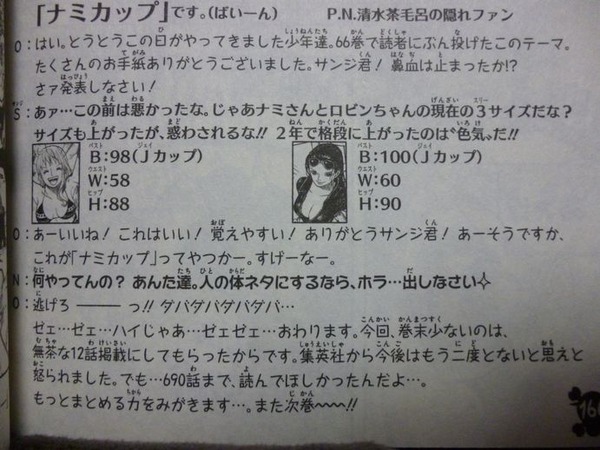 「ナミカップ」です。(ばいーん) P.N.清水茶毛呂の隠れファン
O:はい。とうとうこの日がやってきました少年達。66巻で読者にぶん投げたこのテーマ。
たくさんのお手紙ありがとうございました。サンジ君! 鼻血は止まったか!?
さァ発表しなさい!
S:あァ…この前は悪かったな。じゃあナミさんとロビンちゃんの現在の3サイズだな?
サイズも上がったが、惑わされるな!! 2年で格段に上がったのは“色気”だ!!
B:98(Jカップ) B:100(Jカップ)
W:58 W:60
H:88 H:90
O:あーいいね! これはいい! 覚えやすい! ありがとうサンジ君! あーそうですか、
これが「ナミカップ」ってやつかー。すげーなー。
N:何やってんの? あんた達。人の体ネタにするなら、ホラ…出しなさい✧
O:逃げろ ――― っ!! ダバダバダバダバ…
ゼェ…ゼェ…ハイじゃあ…ゼェゼェ…おわります。今回、巻末少ないのは、
無茶な12話掲載にしてもらったからです。集英社から今後はもう二度とないと思えと
怒られました。でも…690話まで、読んでほしかったんだよ…。
もっとまとめる力をみがきます…。また次巻〜〜〜!!